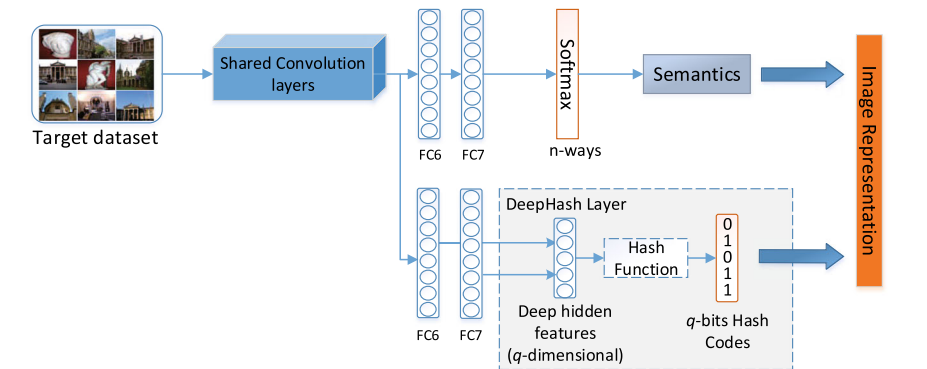 Target dataset
Shared Convolution
layers
FC6
FC7
Softmax
n-ways
Semantics
Image Representation
FC6
FC7
DeepHash Layer
Deep hidden
features
(q-dimensional)
Hash
Function
0
1
0
1
1
q-bits Hash
Codes